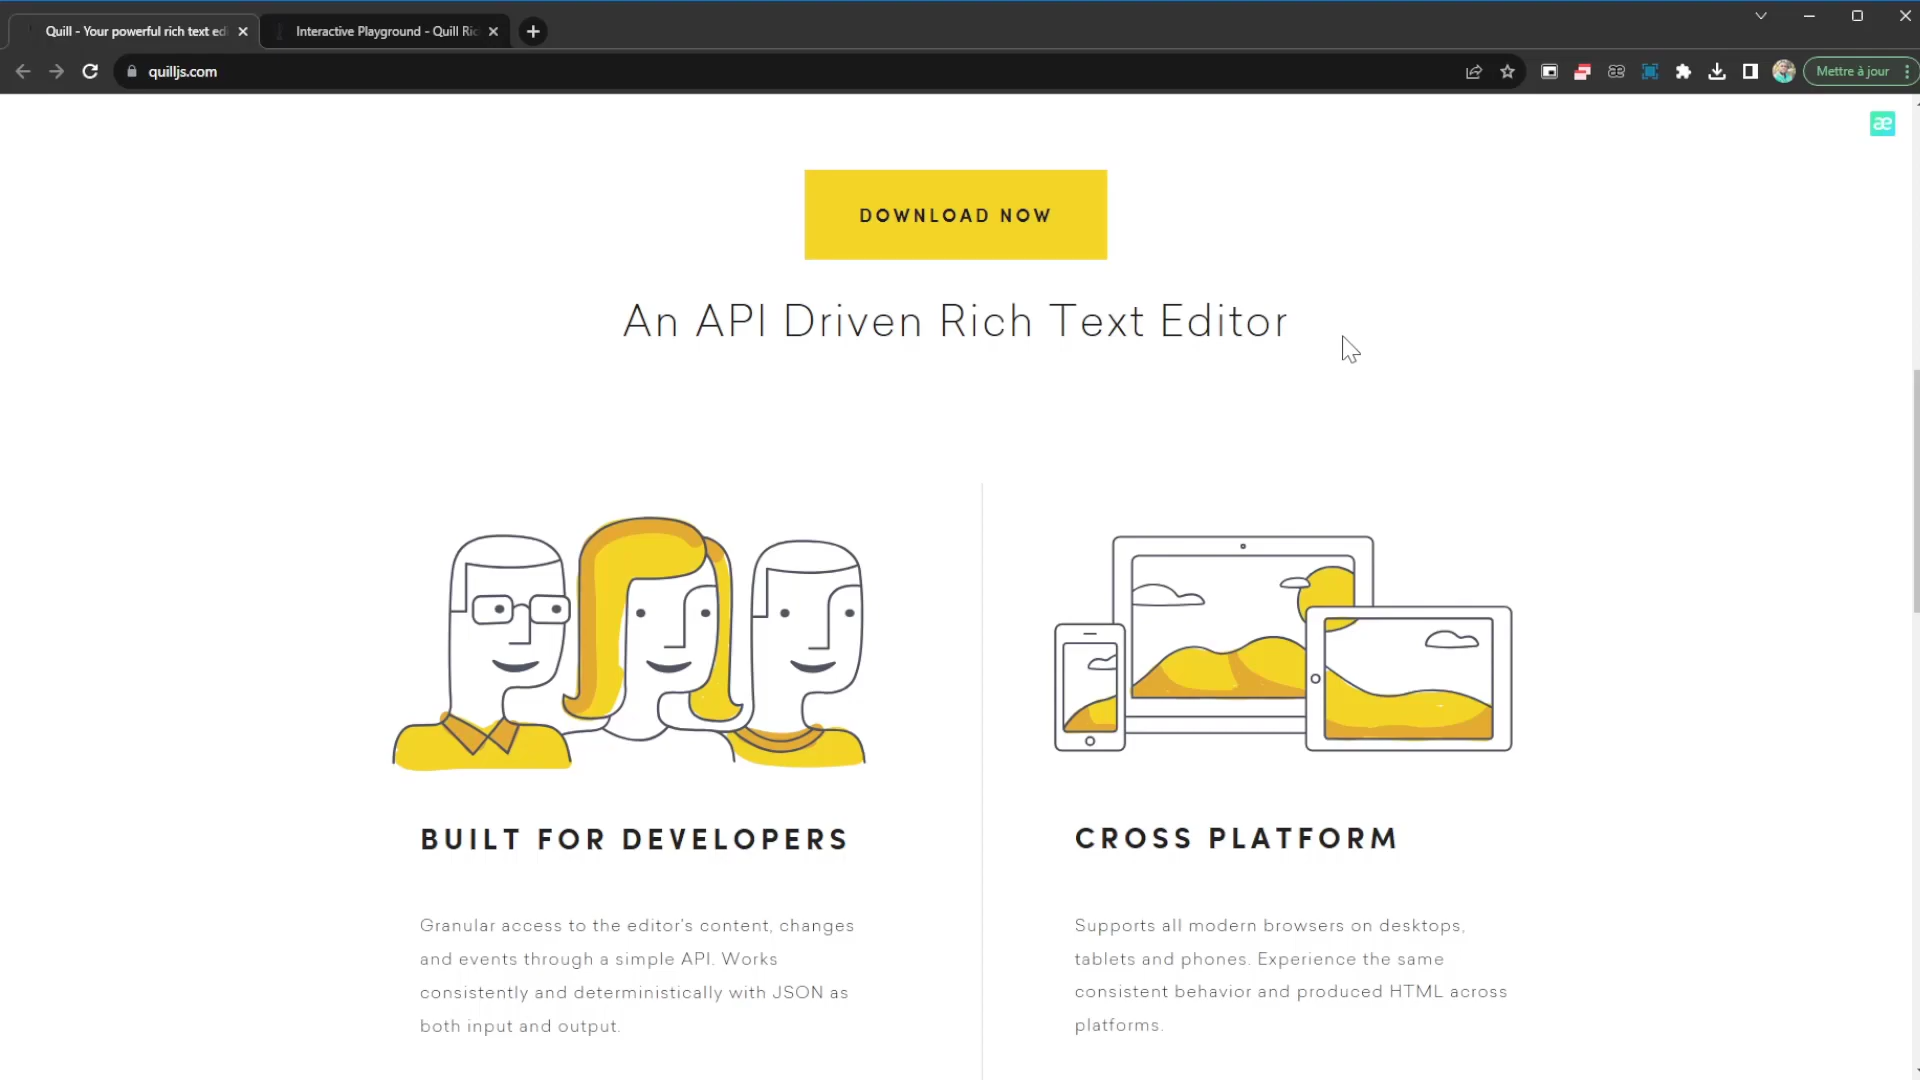 Quill - Your powerful rich text edi
Interactive Playground - Quill Ric
quilljs.com
Mettre à jour
æ
DOWNLOAD NOW
An API Driven Rich Text Editor
BUILT FOR DEVELOPERS
Granular access to the editor's content, changes
and events through a simple API. Works
consistently and deterministically with JSON as
both input and output.
CROSS PLATFORM
Supports all modern browsers on desktops,
tablets and phones. Experience the same
consistent behavior and produced HTML across
platforms.